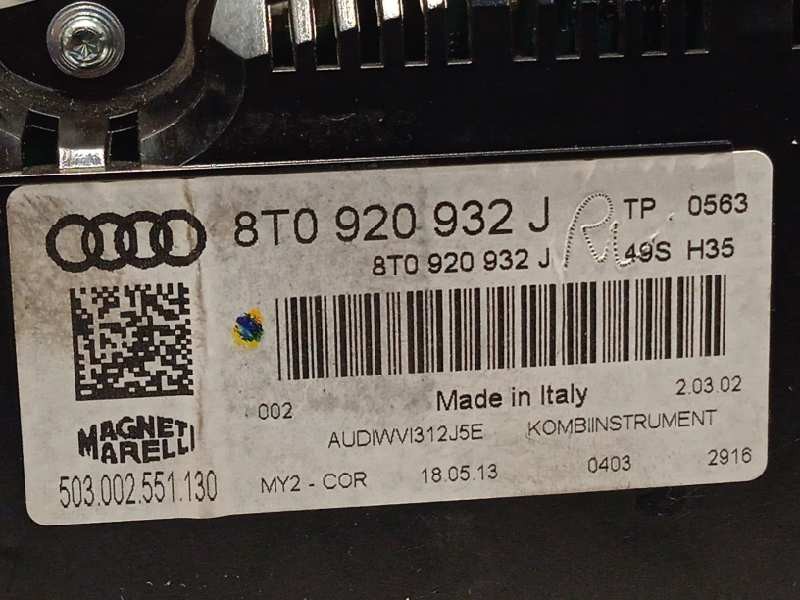 8T0 920 932 J TP 0563
8T0 920 932 J 49S H35
002 Made in Italy 2.03.02
AUDIWVI312J5E KOMBIINSTRUMENT
MAGNETI
MARELLI
MY2 - COR 18.05.13 0403 2916
503.002.551.130